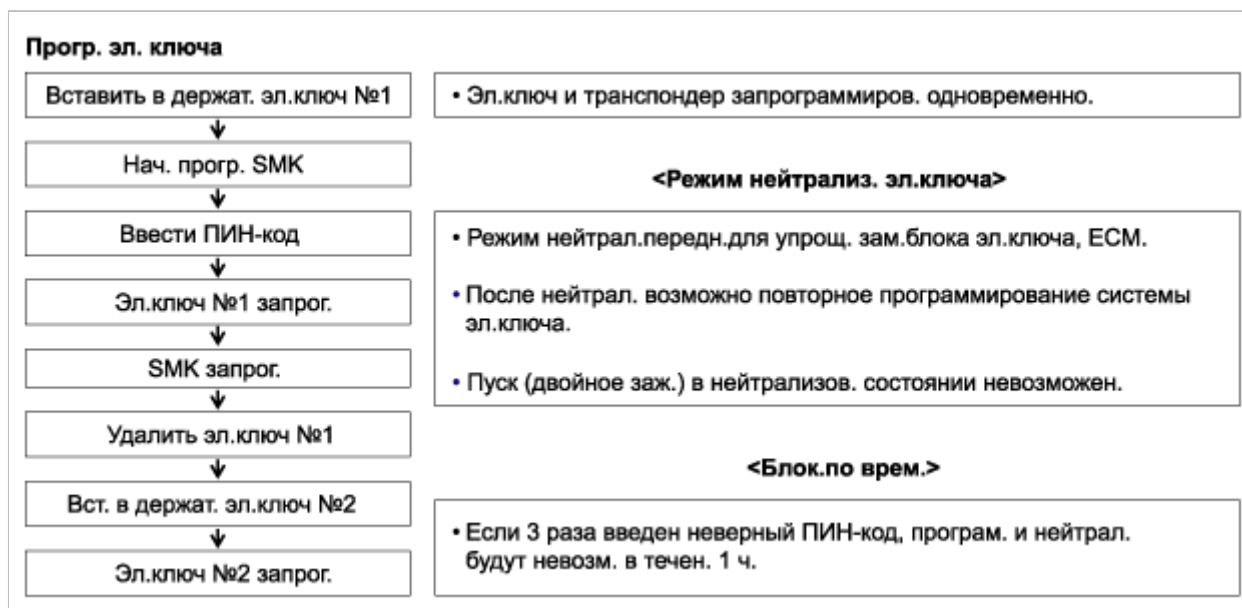 Прогр. эл. ключа
Вставить в держат. эл.ключ №1
Нач. прогр. SMK
Ввести ПИН-код
Эл.ключ №1 запрог.
SMK запрог.
Удалить эл.ключ №1
Вст. в держат. эл.ключ №2
Эл.ключ №2 запрог.
• Эл.ключ и транспондер запрограммиров. одновременно.
<Режим нейтрализ. эл.ключа>
• Режим нейтрал.передн.для упрощ. зам.блока эл.ключа, ECM.
• После нейтрал. возможно повторное программирование системы
эл.ключа.
• Пуск (двойное заж.) в нейтрализов. состоянии невозможен.
<Блок.по врем.>
• Если 3 раза введен неверный ПИН-код, програм. и нейтрал.
будут невозм. в течен. 1 ч.